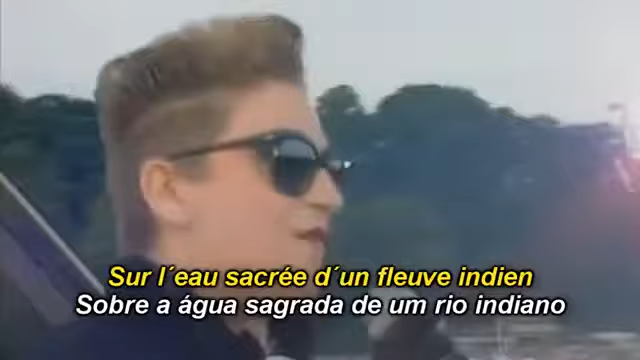 Sur l´eau sacrée d´un fleuve indien
Sobre a água sagrada de um rio indiano